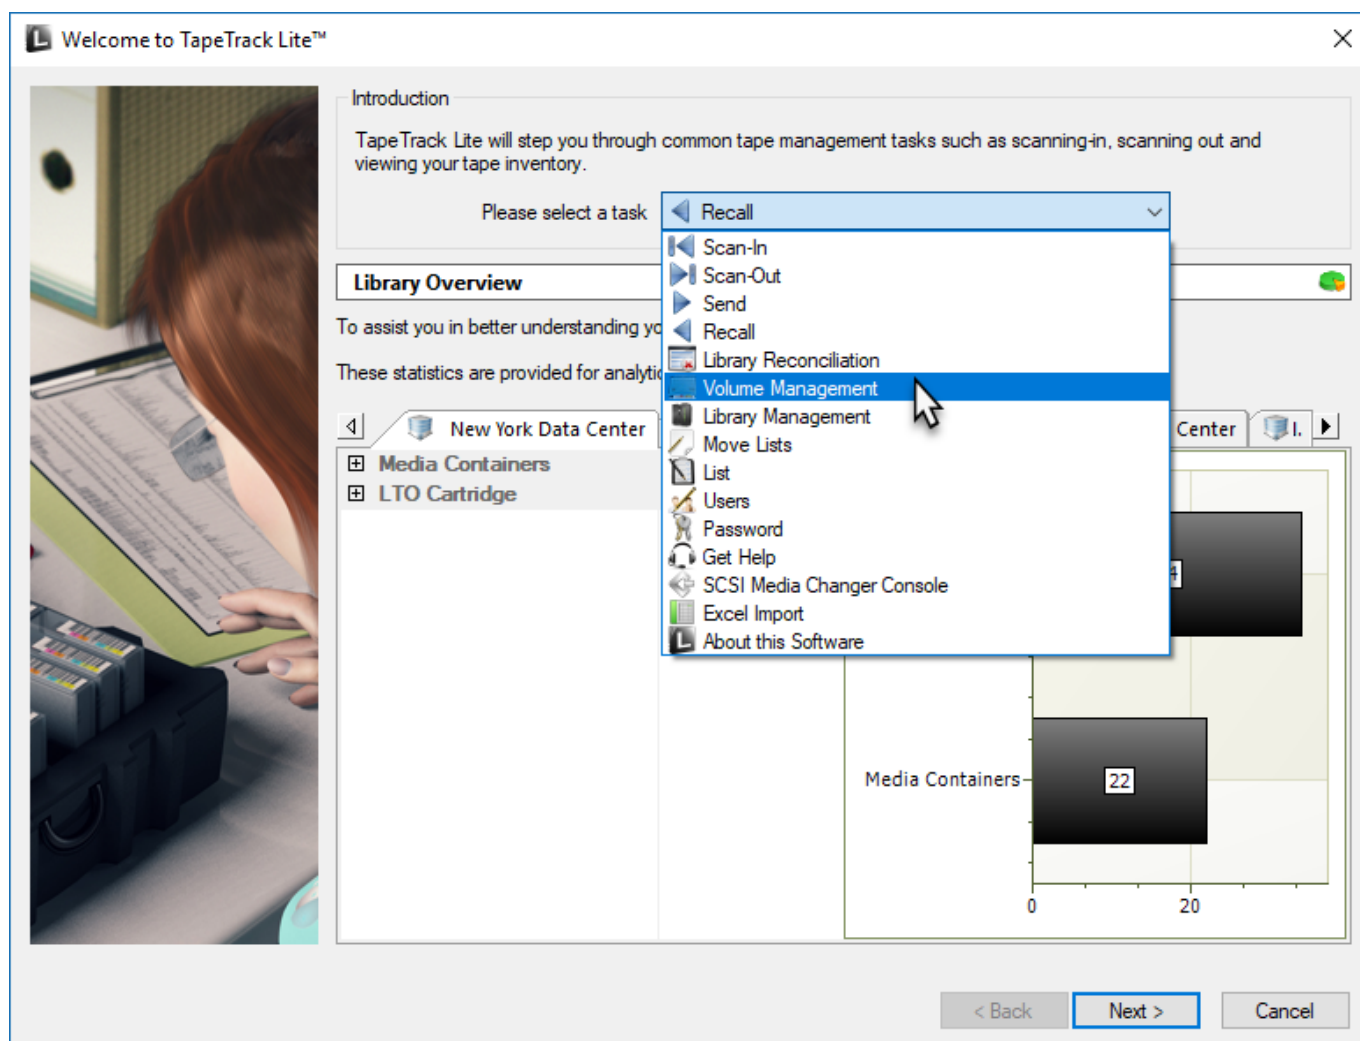 Welcome to TapeTrack Lite™
Introduction
TapeTrack Lite will step you through common tape management tasks such as scanning-in, scanning out and
viewing your tape inventory.
Please select a task
Recall
Scan-In
Scan-Out
Send
Recall
Library Reconciliation
Volume Management
Library Management
Move Lists
List
Users
Password
Get Help
SCSI Media Changer Console
Excel Import
About this Software
Library Overview
To assist you in better understanding
These statistics are provided for
New York Data Center
Center
I.
Media Containers
LTO Cartridge
4
Media Containers
22
0
20
< Back
Next >
Cancel